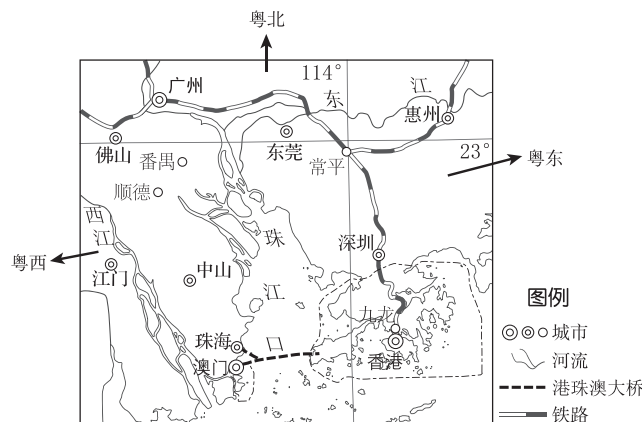 粤北
114°
广州
东
江
惠州
佛山
番禺
东莞
常平
23°
粤东
顺德
西
江
珠
江
口
深圳
粤西
江门
中山
九龙
图例
珠海
香港
城市
澳门
河流
港珠澳大桥
铁路